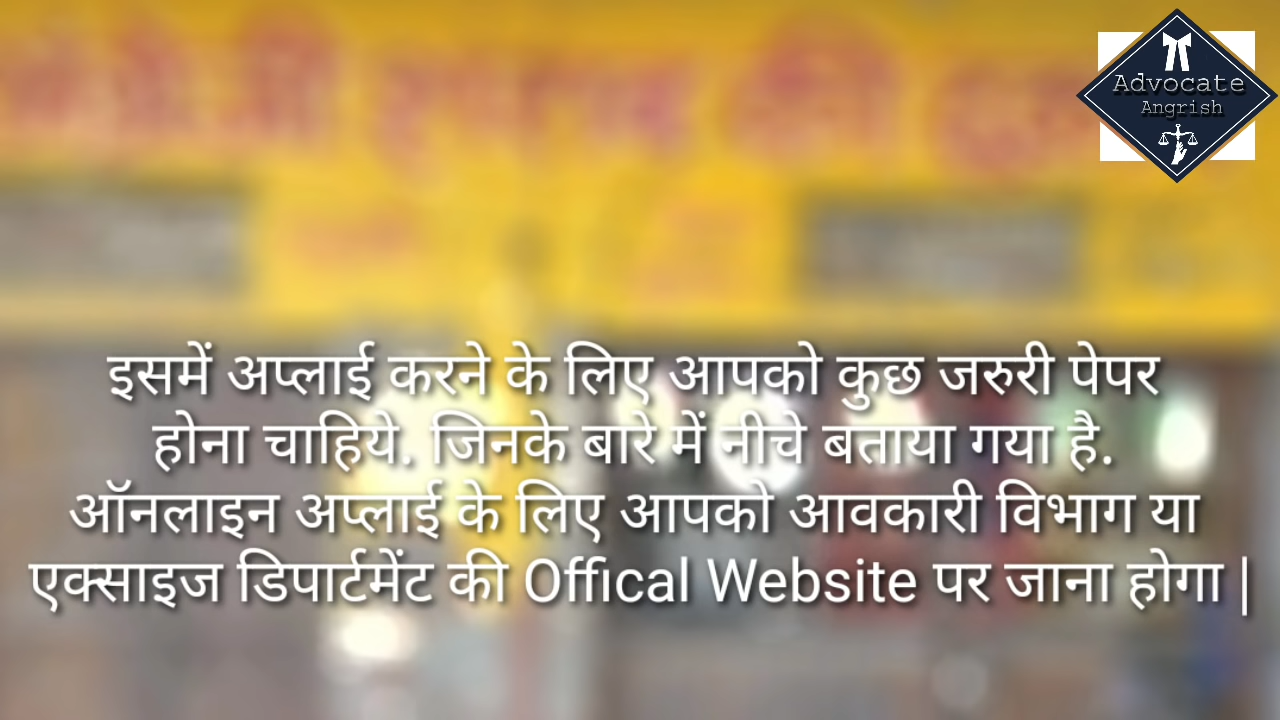 Advocate
Angrish
इसमें अप्लाई करने के लिए आपको कुछ जरुरी पेपर
होना चाहिये. जिनके बारे में नीचे बताया गया है.
ऑनलाइन अप्लाई के लिए आपको आवकारी विभाग या
एक्साइज डिपार्टमेंट की Offical Website पर जाना होगा |